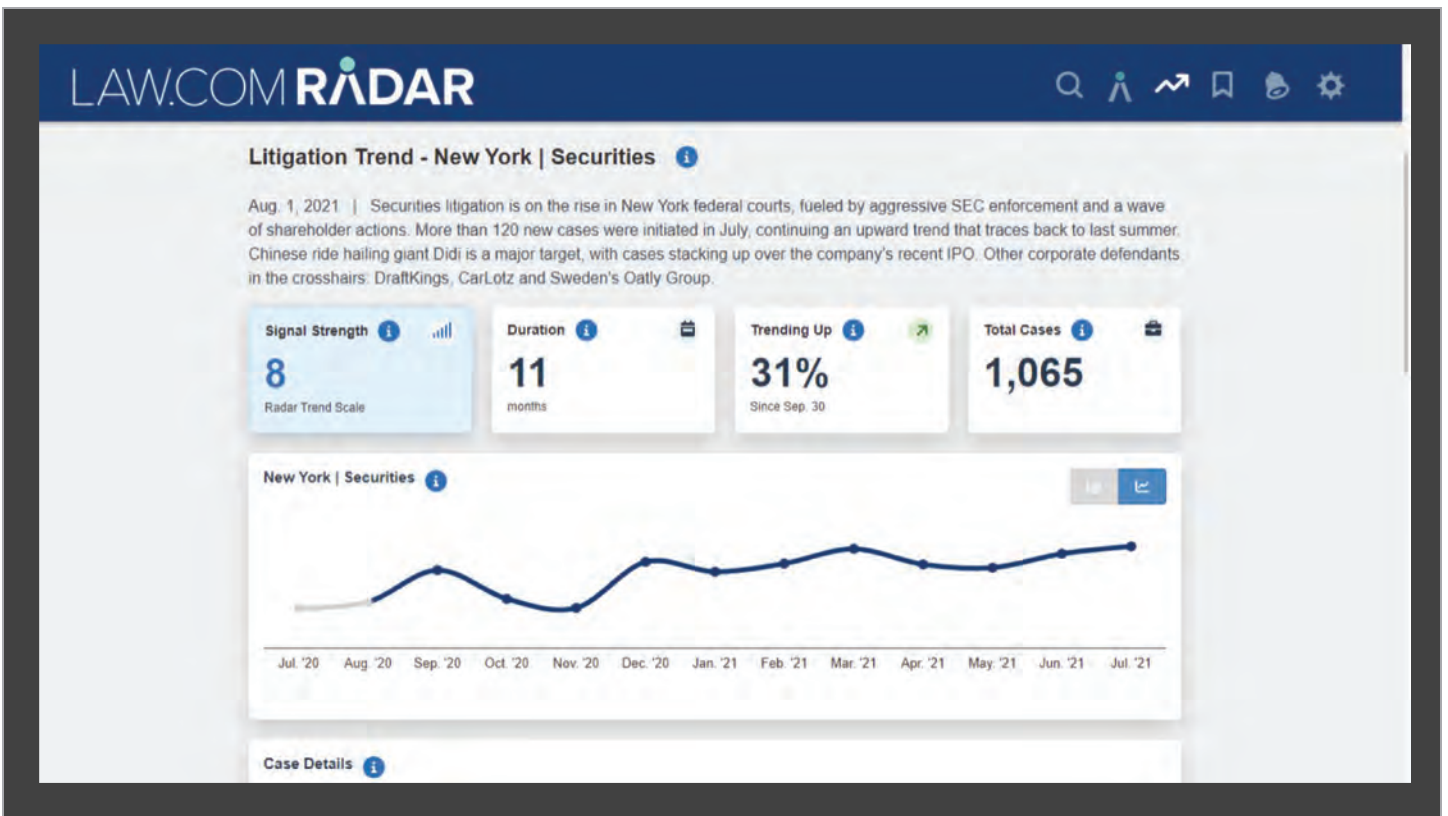 LAW.COM RADAR
Litigation Trend - New York | Securities
Aug. 1, 2021 | Securities litigation is on the rise in New York federal courts, fueled by aggressive SEC enforcement and a wave
of shareholder actions. More than 120 new cases were initiated in July, continuing an upward trend that traces back to last summer.
Chinese ride hailing giant Didi is a major target, with cases stacking up over the company's recent IPO. Other corporate defendants
in the crosshairs: DraftKings, CarLotz and Sweden's Oatly Group.
Signal Strength
8
Radar Trend Scale
Duration
11
months
Trending Up
31%
Since Sep. 30
Total Cases
1,065
New York | Securities
Jul. '20 Aug. '20 Sep. '20 Oct. '20 Nov. '20 Dec. '20 Jan. '21 Feb. '21 Mar. '21 Apr. '21 May. '21 Jun. '21 Jul. '21
Case Details